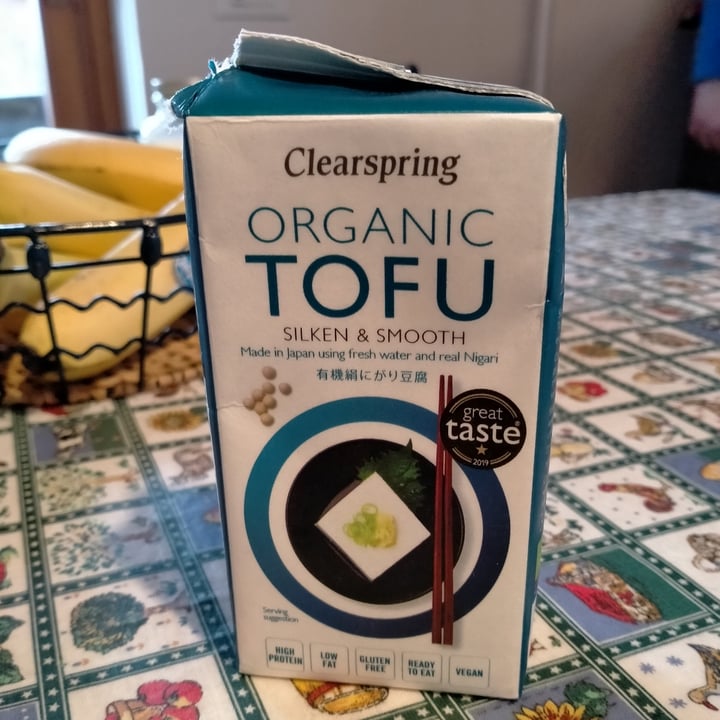 Clearspring
ORGANIC
TOFU
SILKEN & SMOOTH
Made in Japan using fresh water and real Nigari
有機絹にがり豆腐
great
taste®
2019
Serving
suggestion
HIGH
PROTEIN
LOW
FAT
GLUTEN
FREE
READY
TO EAT
VEGAN